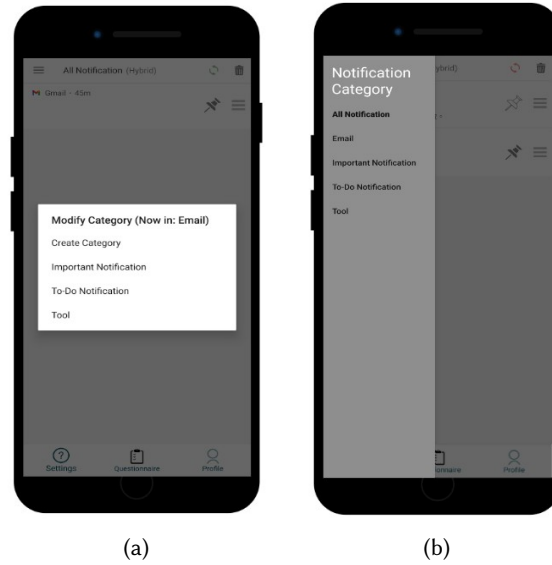 All Notification (Hybrid)
Gmail · 45m
Modify Category (Now in: Email)
Create Category
Important Notification
To-Do Notification
Tool
Settings
Questionnaire
Profile
(a)
Notification
Category
ybrid)
All Notification
Email
Important Notification
To-Do Notification
Tool
onnaire
Profile
(b)